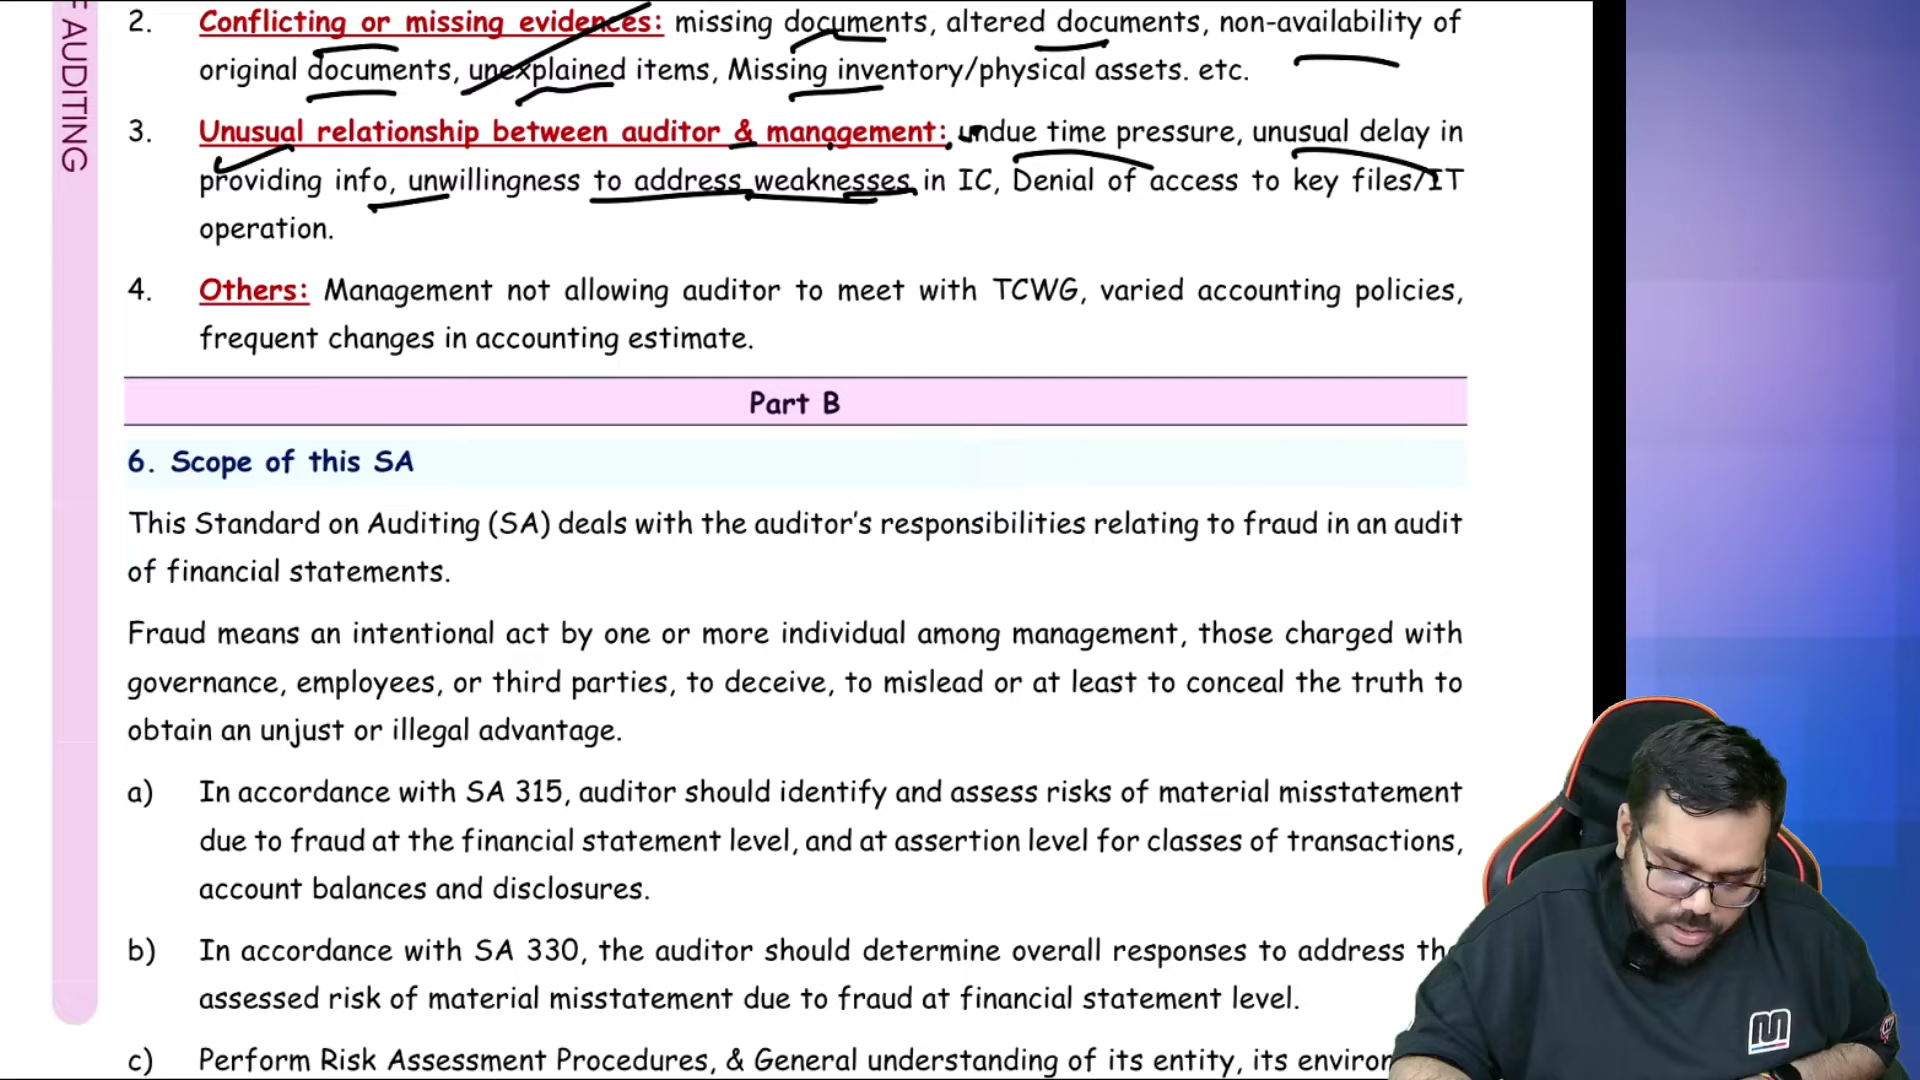 F AUDITING
2. Conflicting or missing evidences: missing documents, altered documents, non-availability of
original documents, unexplained items, Missing inventory/physical assets. etc.
3. Unusual relationship between auditor & management: undue time pressure, unusual delay in
providing info, unwillingness to address weaknesses in IC, Denial of access to key files/IT
operation.
4. Others: Management not allowing auditor to meet with TCWG, varied accounting policies,
frequent changes in accounting estimate.
Part B
6. Scope of this SA
This Standard on Auditing (SA) deals with the auditor's responsibilities relating to fraud in an audit
of financial statements.
Fraud means an intentional act by one or more individual among management, those charged with
governance, employees, or third parties, to deceive, to mislead or at least to conceal the truth to
obtain an unjust or illegal advantage.
a) In accordance with SA 315, auditor should identify and assess risks of material misstatement
due to fraud at the financial statement level, and at assertion level for classes of transactions,
account balances and disclosures.
b) In accordance with SA 330, the auditor should determine overall responses to address the
assessed risk of material misstatement due to fraud at financial statement level.
c) Perform Risk Assessment Procedures, & General understanding of its entity, its environ